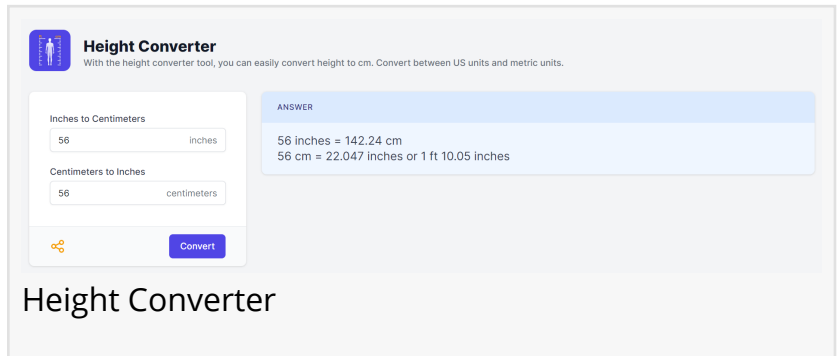 Height Converter
With the height converter tool, you can easily convert height to cm. Convert between US units and metric units.
Inches to Centimeters
56 inches
Centimeters to Inches
56 centimeters
Convert
ANSWER
56 inches = 142.24 cm
56 cm = 22.047 inches or 1 ft 10.05 inches
Height Converter